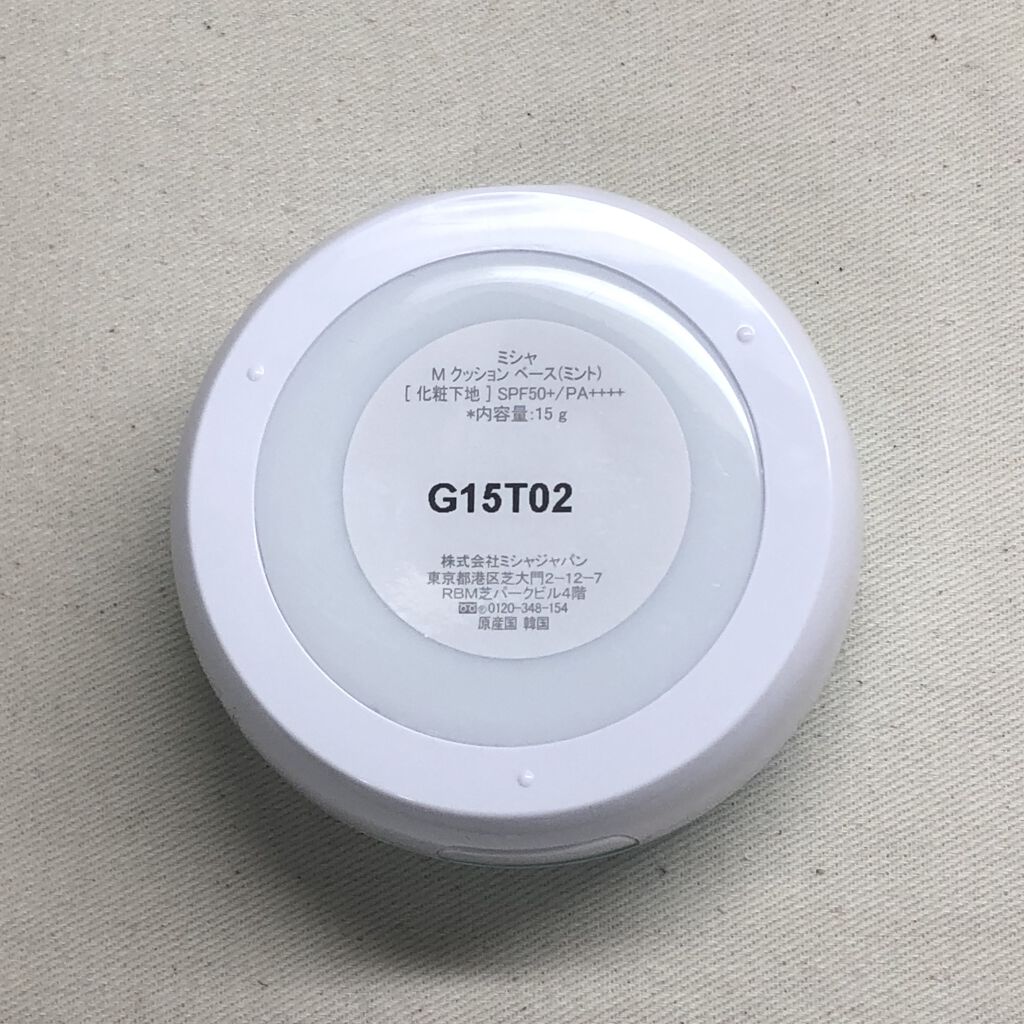 ミシャ
M クッション ベース(ミント)
[ 化粧下地 ] SPF50+/PA++++
*内容量:15 g
G15T02
株式会社ミシャジャパン
東京都港区芝大門2-12-7
RBM芝パークビル4階
0120-348-154
原産国 韓国